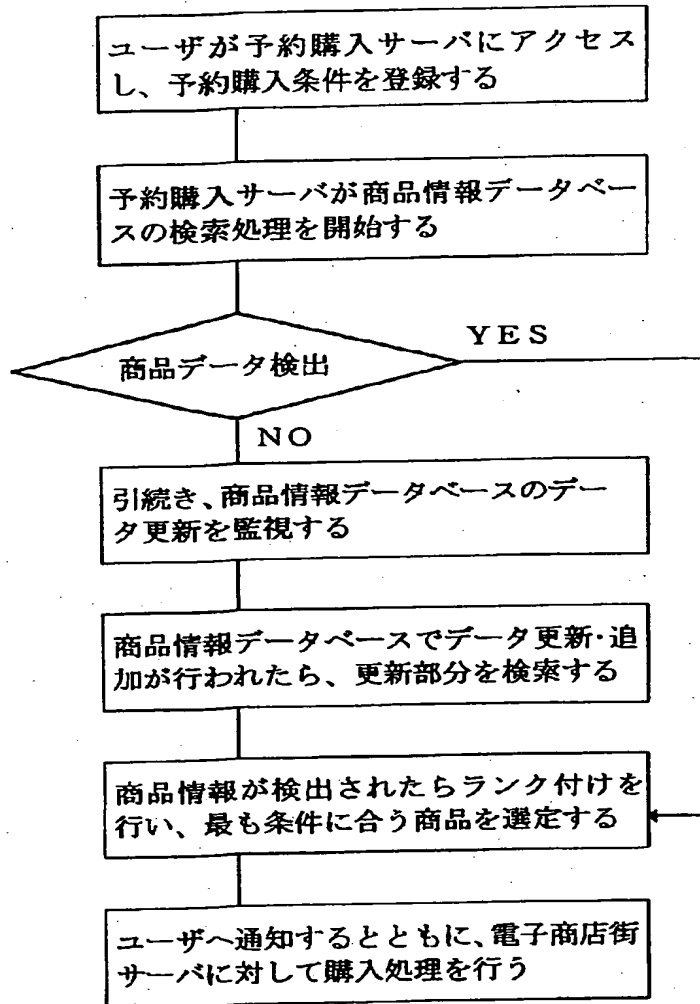 ユーザが予約購入サーバにアクセス
し、予約購入条件を登録する
予約購入サーバが商品情報データベー
スの検索処理を開始する
商品データ検出
YES
NO
引続き、商品情報データベースのデー
タ更新を監視する
商品情報データベースでデータ更新·追
加が行われたら、更新部分を検索する
商品情報が検出されたらランク付けを
行い、最も条件に合う商品を選定する
ユーザへ通知するとともに、電子商店街
サーバに対して購入処理を行う